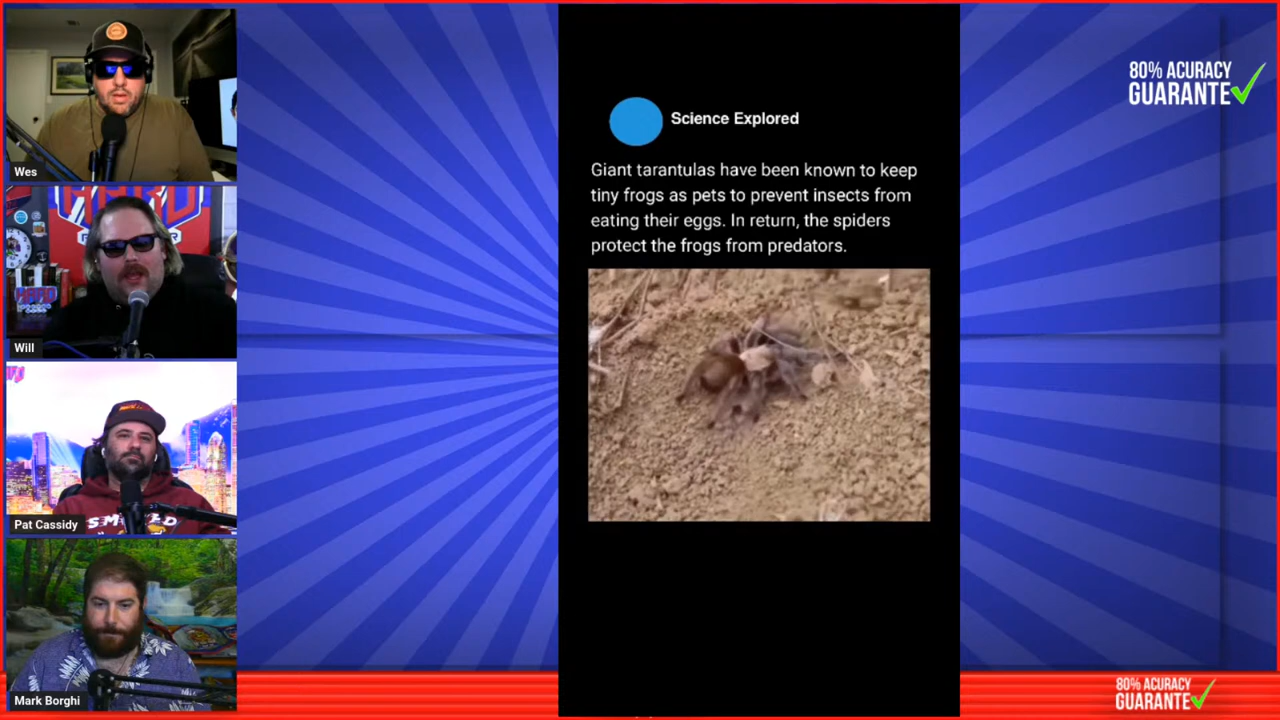 Wes
HARD
Will
Pat Cassidy
Mark Borghi
Science Explored
Giant tarantulas have been known to keep
tiny frogs as pets to prevent insects from
eating their eggs. In return, the spiders
protect the frogs from predators.
80% ACURACY
GUARANTE
80% ACURACY
GUARANTE